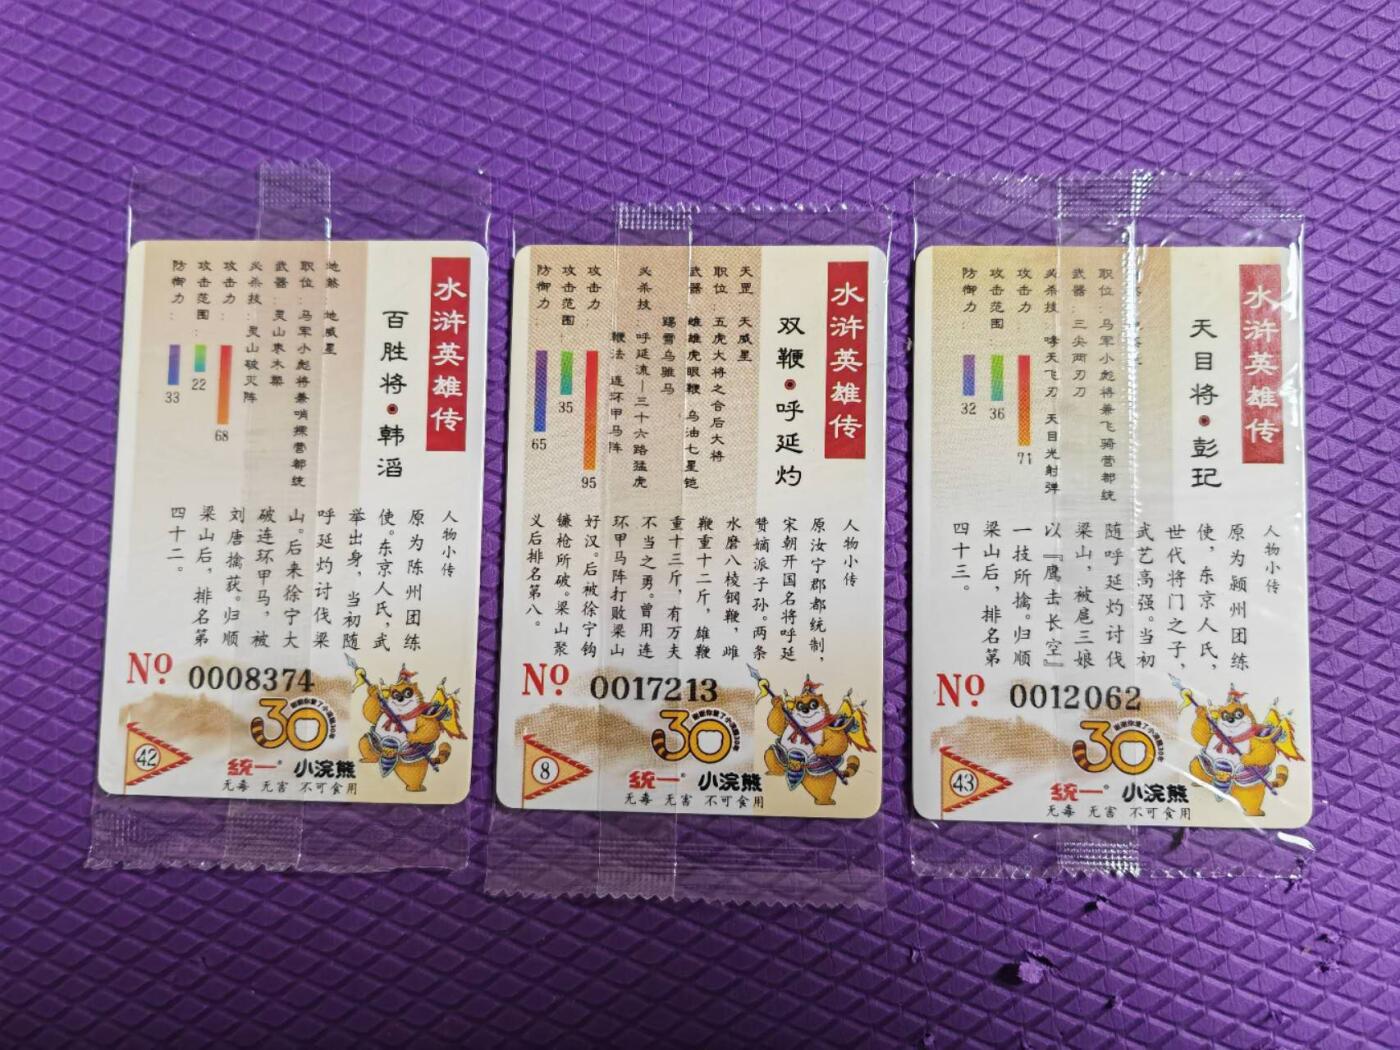 水浒英雄传
百胜将·韩滔
地煞 地威星
职位:马军小彪将兼哨探营都统
武器:灵山枣木槊
必杀技:灵山破灭阵
攻击力:
68
攻击范围:
22
防御力:
33
人物小传
原为陈州团练
使。东京人氏,武
举出身,当初随
呼延灼讨伐梁
山。后来徐宁大
破连环甲马,被
刘唐擒获。归顺
梁山后,排名第
四十二。
No 0008374
30
42
统一 小浣熊
无毒 无害 不可食用
水浒英雄传
双鞭·呼延灼
天罡 天威星
职位 五虎大将之合后大将
武器 雌雄虎眼鞭 乌油七星铠
踢雪乌骓马
必杀技 呼延流—三十六路猛虎
鞭法 连环甲马阵
攻击力:
95
攻击范围:
35
防御力:
65
人物小传
原汝宁郡都统制,
宋朝开国名将呼延
赞嫡派子孙。两条
水磨八棱钢鞭,雌
鞭重十二斤,雄鞭
重十三斤,有万夫
不当之勇。曾用连
环甲马阵打败梁山
好汉。后被徐宁钩
镰枪所破。梁山聚
义后排名第八。
No 0017213
30
8
统一 小浣熊
无毒 无害 不可食用
水浒英雄传
天目将·彭玘
职位:马军小彪将兼飞骑营都统
武器:三尖两刃刀
必杀技:哮天飞刃 天目光射弹
攻击力:
71
攻击范围:
36
防御力:
32
人物小传
原为颍州团练
使,东京人氏,
世代将门之子,
武艺高强。当初
随呼延灼讨伐
梁山,被扈三娘
以『鹰击长空』
一技所擒。归顺
梁山后,排名第
四十三。
No 0012062
30
43
统一 小浣熊
无毒 无害 不可食用